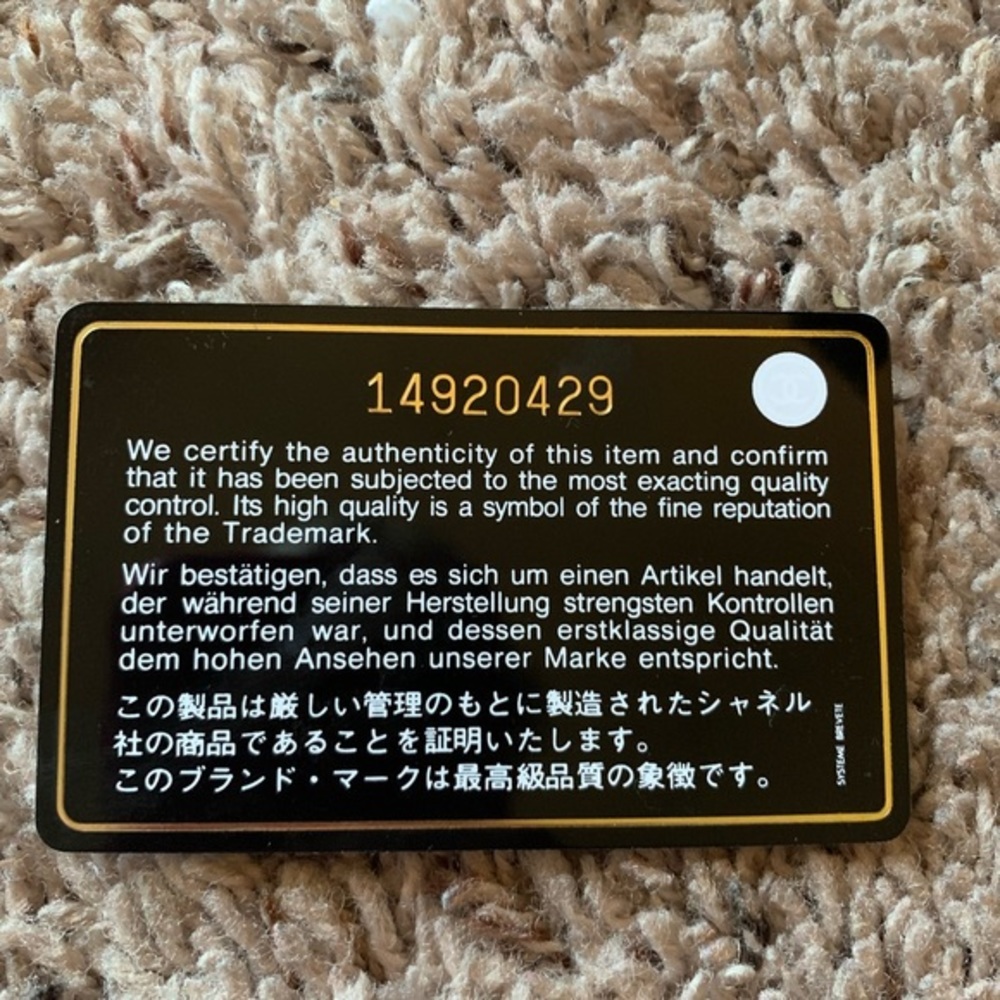 14920429
We certify the authenticity of this item and confirm
that it has been subjected to the most exacting quality
control. Its high quality is a symbol of the fine reputation
of the Trademark.
Wir bestätigen, dass es sich um einen Artikel handelt,
der während seiner Herstellung strengsten Kontrollen
unterworfen war, und dessen erstklassige Qualität
dem hohen Ansehen unserer Marke entspricht.
この製品は厳しい管理のもとに製造されたシャネル
社の商品であることを証明いたします。
このブランド・マークは最高級品質の象徴です。
SYSTEME BREVETE